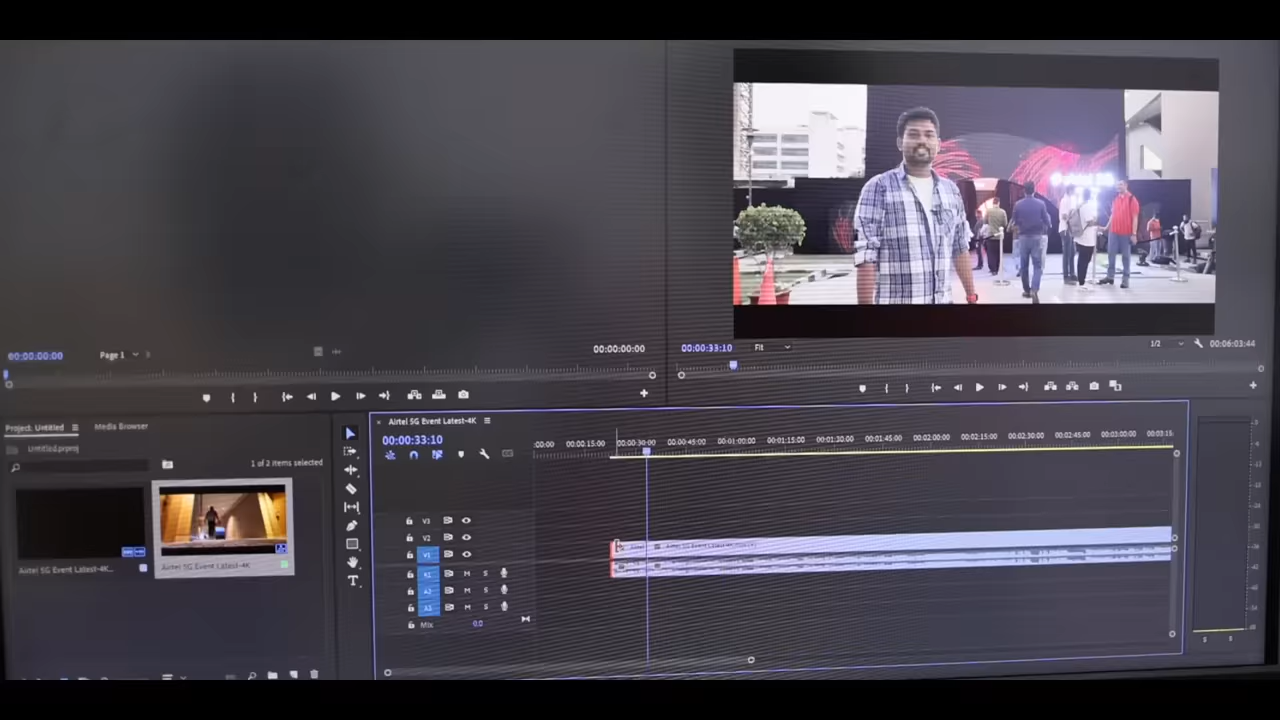 00:00:00:00
Page 1
00:00:00:00
00:00:33:10
Fit
1/2
00:06:03:44
Project: Untitled
Media Browser
Untitled.prproj
1 of 2 items selected
Airtel 5G Event Latest-4K...
Airtel 5G Event Latest-4K
× Airtel 5G Event Latest-4K
00:00:33:10
:00:00 00:00:15:00 00:00:30:00 00:00:45:00 00:01:00:00 00:01:15:00 00:01:30:00 00:01:45:00 00:02:00:00 00:02:15:00 00:02:30:00 00:02:45:00 00:03:00:00 00:03:15:
V3
V2
V1
A1 M S
A2 M S
A3 M S
Mix 0.0
T
S S